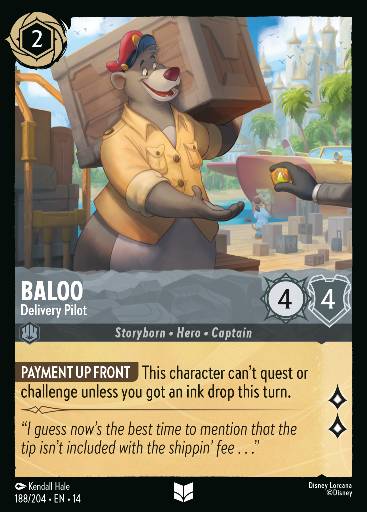 2
BALOO
Delivery Pilot
4
4
Storyborn • Hero • Captain
PAYMENT UP FRONT This character can't quest or
challenge unless you got an ink drop this turn.
"I guess now's the best time to mention that the
tip isn't included with the shippin' fee . . ."
Kendall Hale
188/204 • EN • 14
Disney Lorcana
©Disney